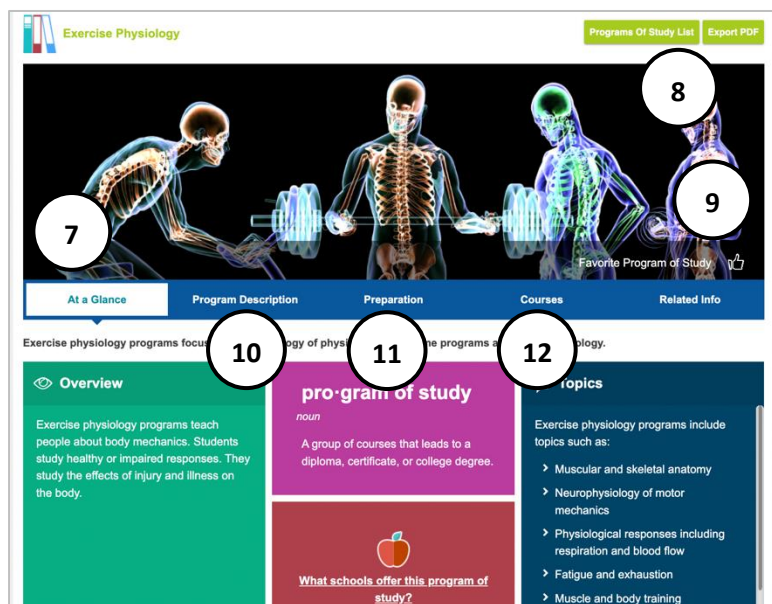 Exercise Physiology
Programs Of Study List
Export PDF
8
9
7
Favorite Program of Study
At a Glance
Program Description
Preparation
Courses
Related Info
Exercise physiology programs focus ogy of physi me programs a ology.
10
11
12
Overview
Exercise physiology programs teach
people about body mechanics. Students
study healthy or impaired responses. They
study the effects of injury and illness on
the body.
pro·gram of study
noun
A group of courses that leads to a
diploma, certificate, or college degree.
What schools offer this program of
study?
Topics
Exercise physiology programs include
topics such as:
Muscular and skeletal anatomy
Neurophysiology of motor
mechanics
Physiological responses including
respiration and blood flow
Fatigue and exhaustion
Muscle and body training